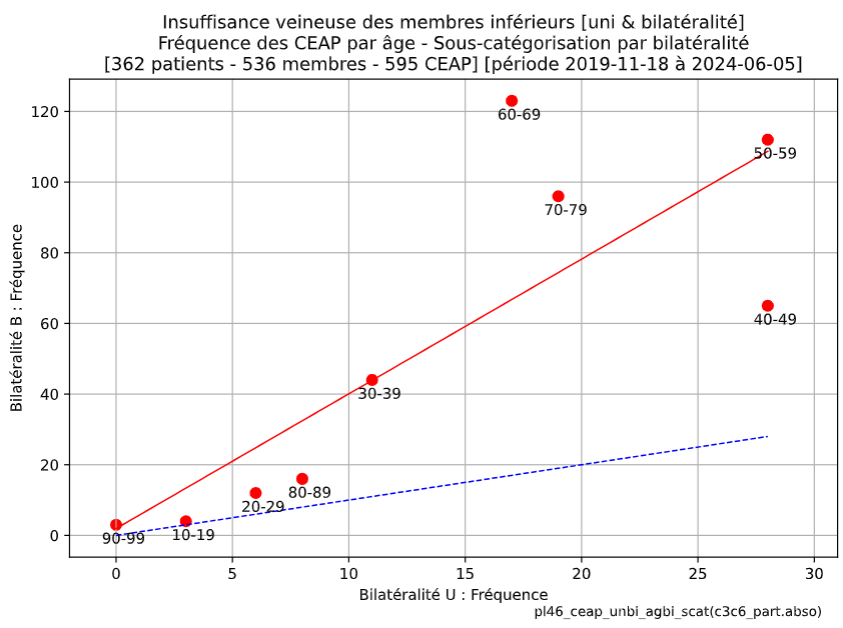 Insuffisance veineuse des membres inférieurs [uni & bilatéralité]
Fréquence des CEAP par âge - Sous-catégorisation par bilatéralité
[362 patients - 536 membres - 595 CEAP] [période 2019-11-18 à 2024-06-05]
120
100
80
60
40
20
0
Bilatéralité B : Fréquence
60-69
50-59
70-79
40-49
30-39
80-89
20-29
10-19
90-99
0 5 10 15 20 25 30
Bilatéralité U : Fréquence
pl46_ceap_unbi_agbi_scat(c3c6_part.abso)